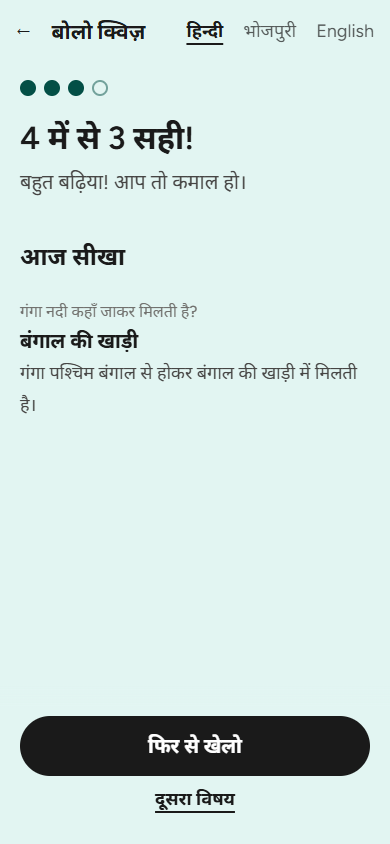 ← बोलो क्विज़ हिन्दी भोजपुरी English
4 में से 3 सही!
बहुत बढ़िया! आप तो कमाल हो।
आज सीखा
गंगा नदी कहाँ जाकर मिलती है?
बंगाल की खाड़ी
गंगा पश्चिम बंगाल से होकर बंगाल की खाड़ी में मिलती
है।
फिर से खेलो
दूसरा विषय